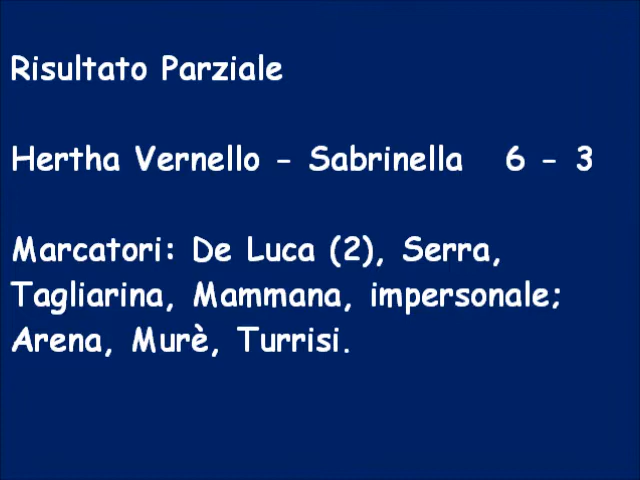 Risultato Parziale
Hertha Vernello - Sabrinella 6 - 3
Marcatori: De Luca (2), Serra,
Tagliarina, Mammana, impersonale;
Arena, Murè, Turrisi.